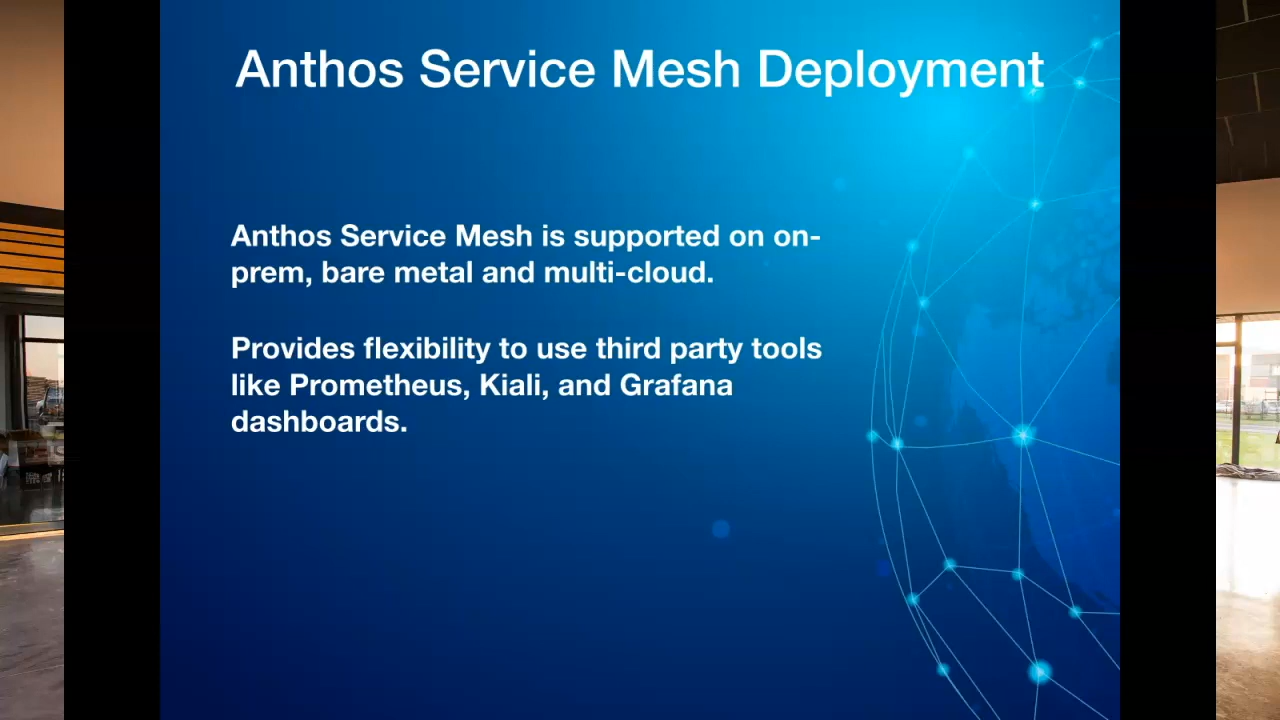 Anthos Service Mesh Deployment
Anthos Service Mesh is supported on on-
prem, bare metal and multi-cloud.
Provides flexibility to use third party tools
like Prometheus, Kiali, and Grafana
dashboards.